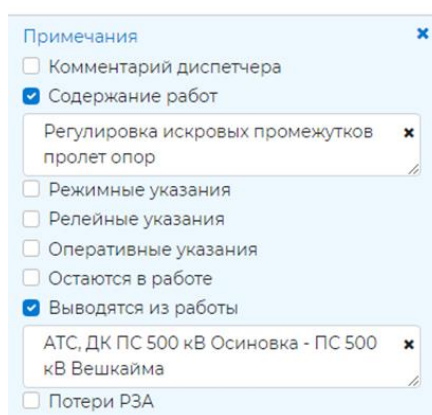 Примечания
Комментарий диспетчера
Содержание работ
Регулировка искровых промежутков
пролет опор
Режимные указания
Релейные указания
Оперативные указания
Остаются в работе
Выводятся из работы
АТС, ДК ПС 500 кВ Осиновка - ПС 500
кВ Вешкайма
Потери РЗА